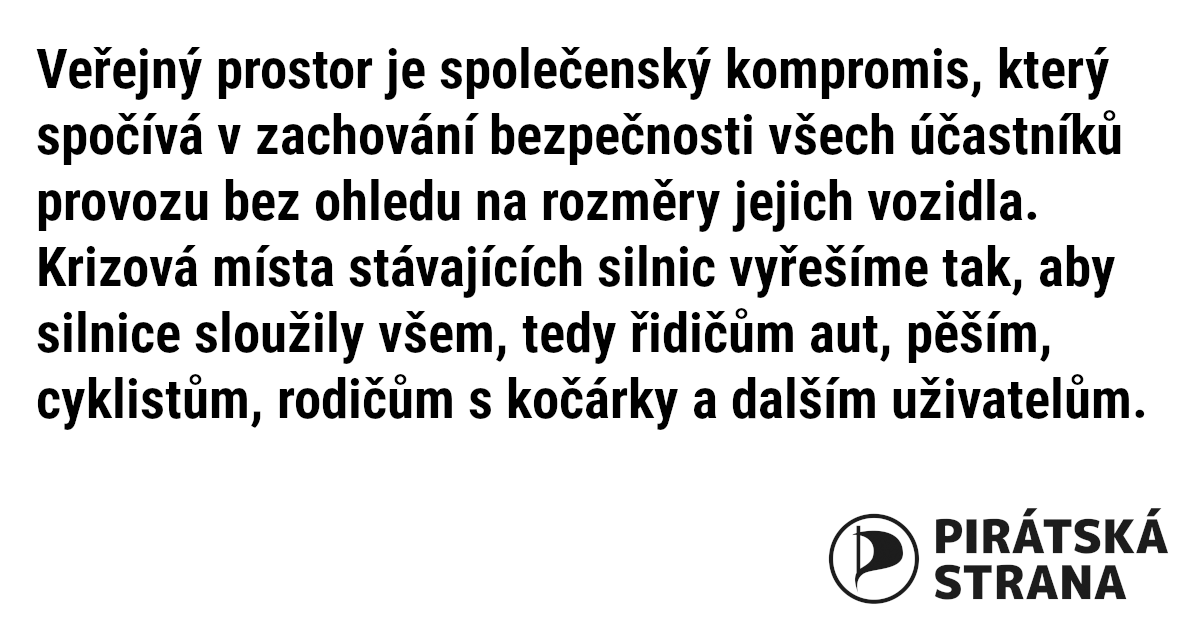 Veřejný prostor je společenský kompromis, který
spočívá v zachování bezpečnosti všech účastníků
provozu bez ohledu na rozměry jejich vozidla.
Krizová místa stávajících silnic vyřešíme tak, aby
silnice sloužily všem, tedy řidičům aut, pěším,
cyklistům, rodičům s kočárky a dalším uživatelům.
PIRÁTSKÁ
STRANA